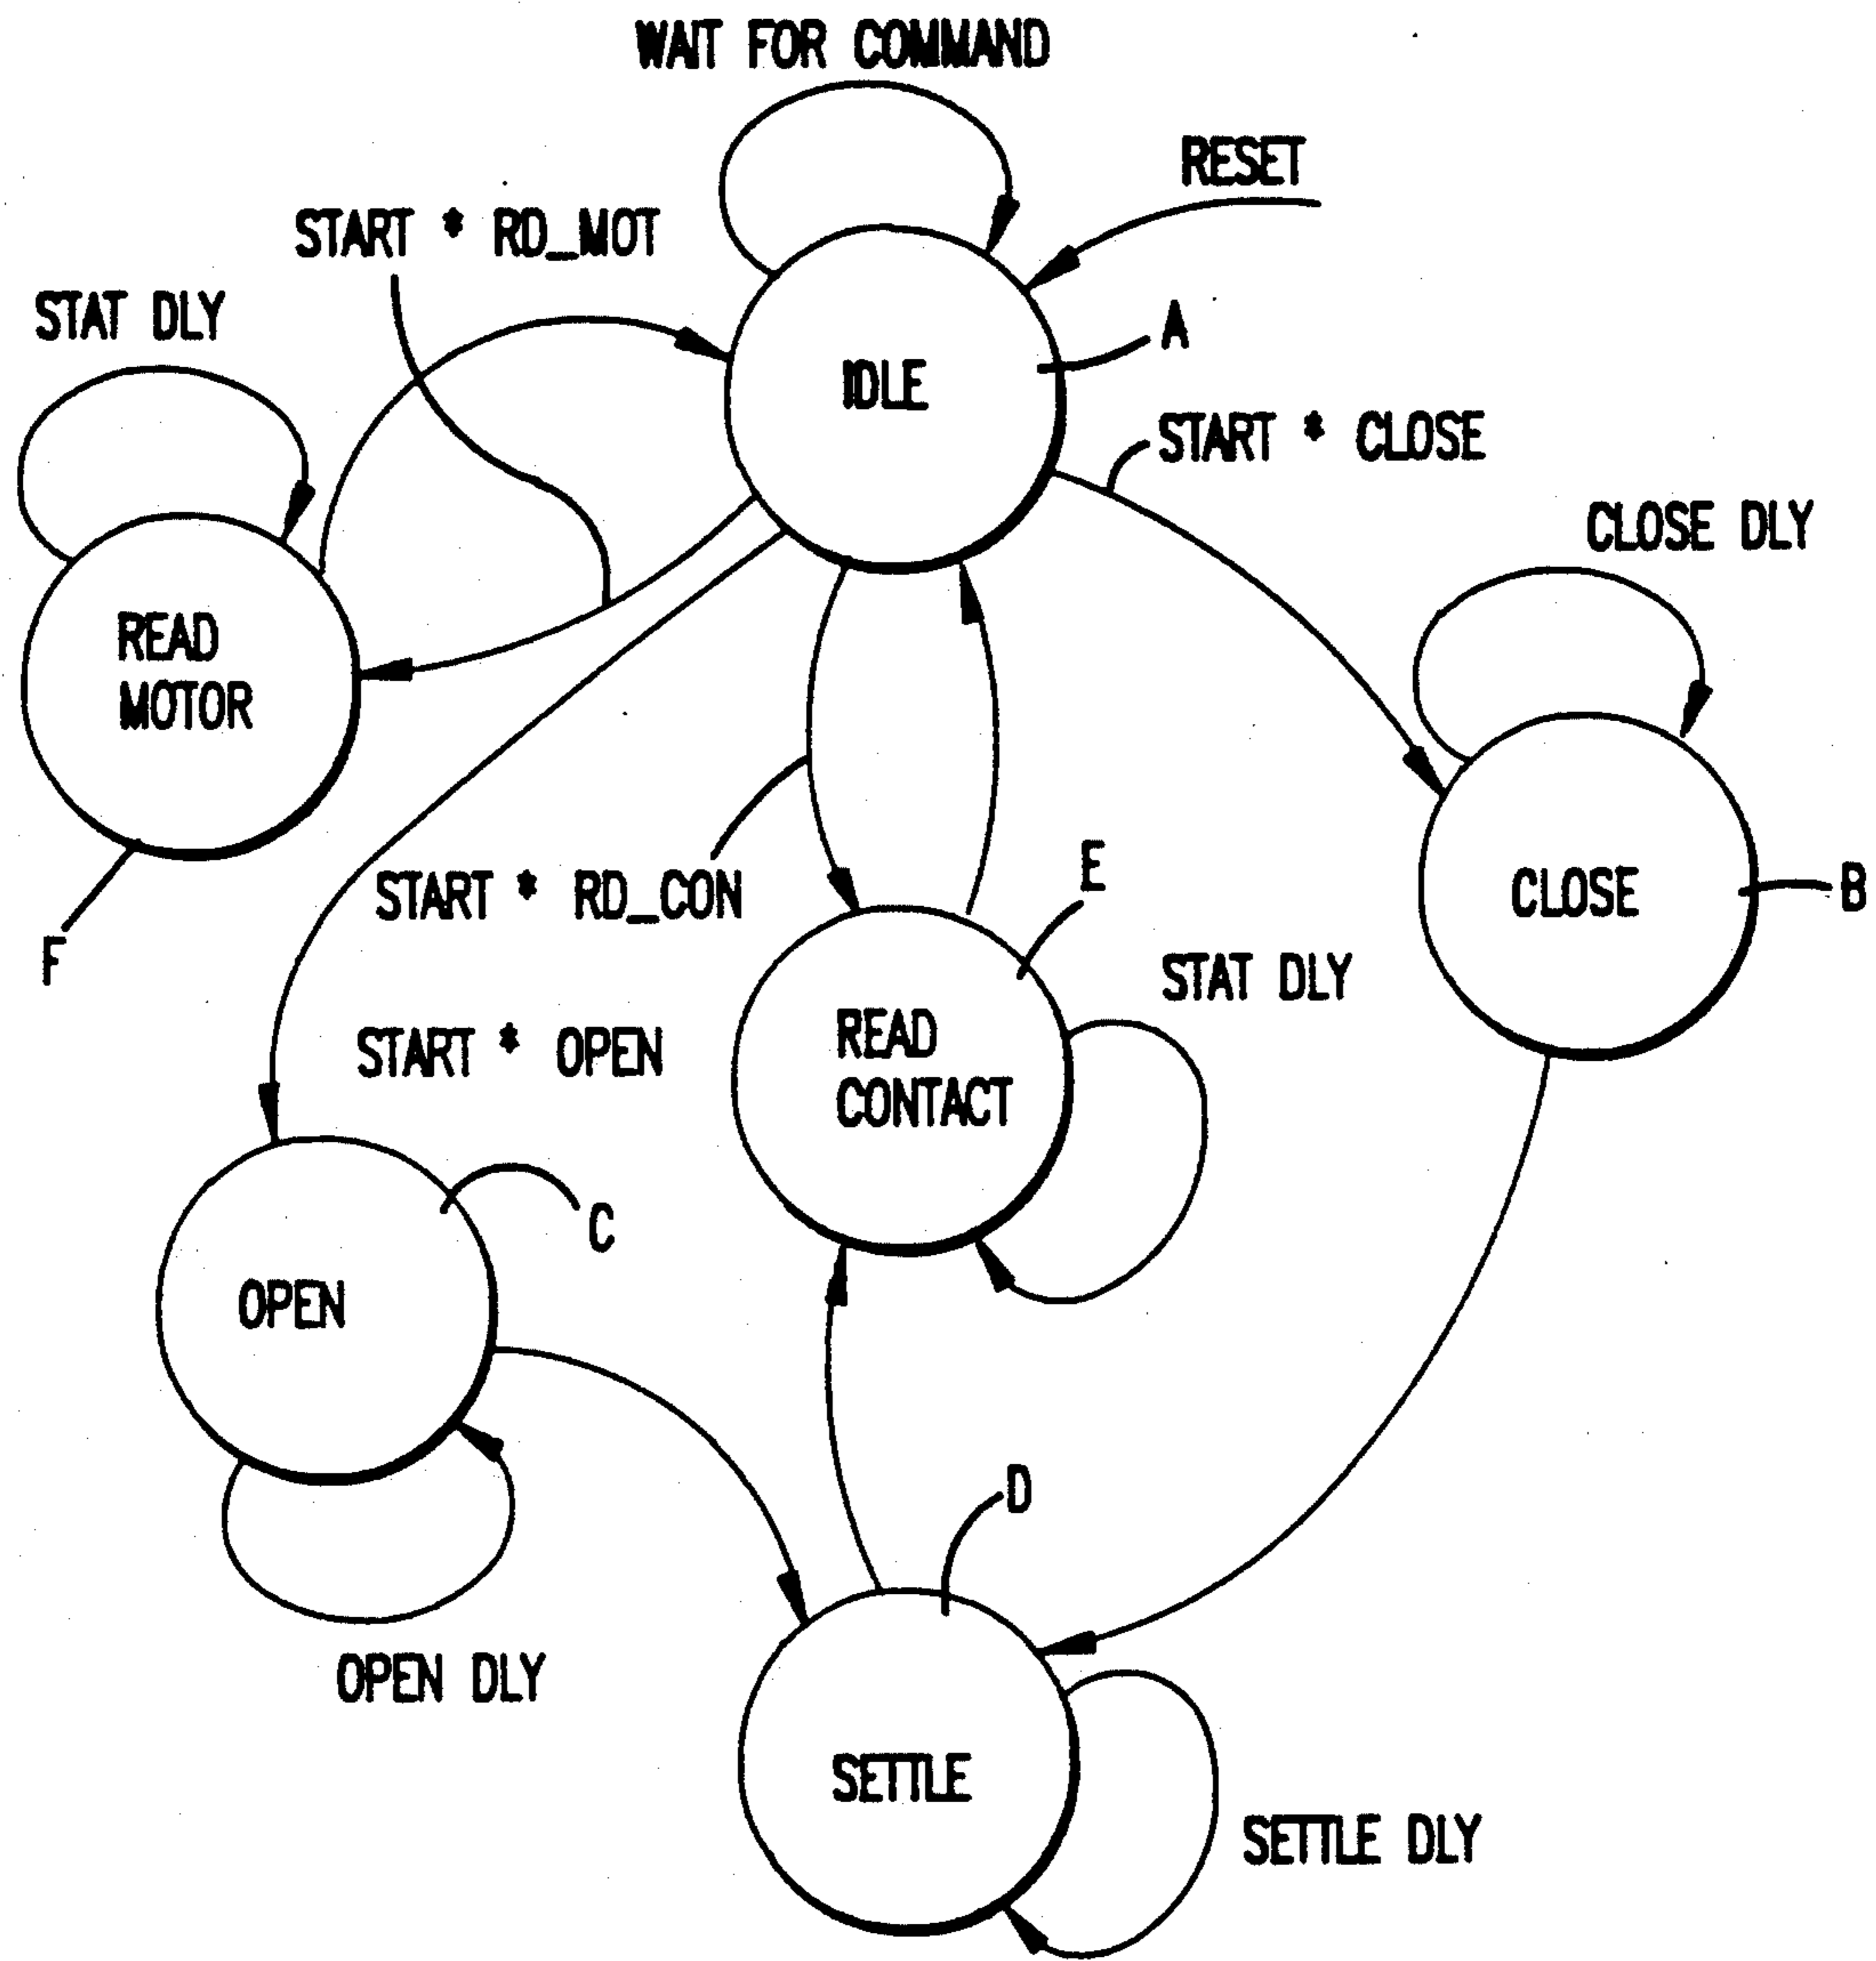 WAIT FOR COMMAND
RESET
START * RD_MOT
STAT DLY
A
IDLE
START * CLOSE
CLOSE DLY
READ
MOTOR
E
START * RD_CON
CLOSE
B
F
STAT DLY
READ
CONTACT
START * OPEN
C
OPEN
D
OPEN DLY
SETTLE
SETTLE DLY